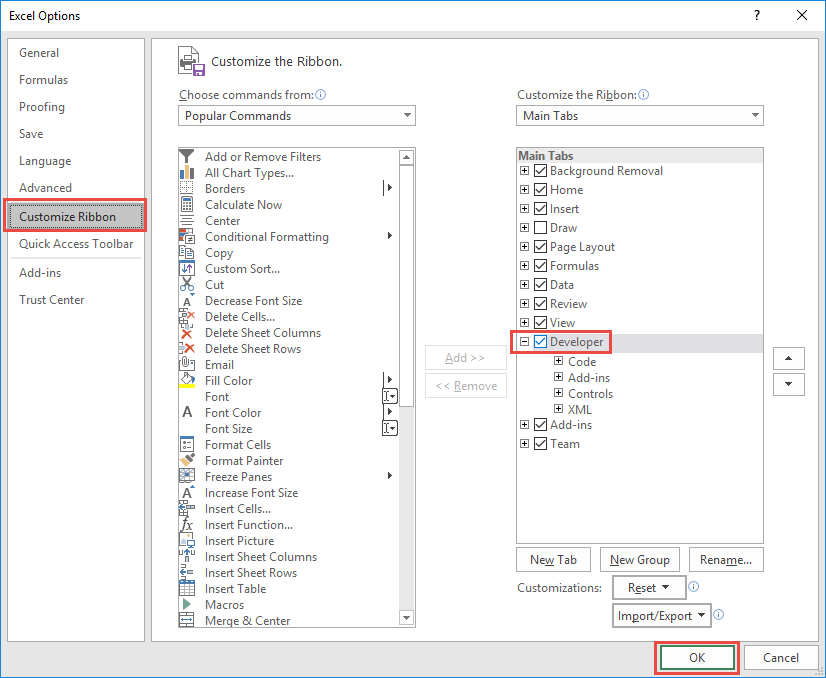 Excel Options
?
General
Formulas
Proofing
Save
Language
Advanced
Customize Ribbon
Quick Access Toolbar
Add-ins
Trust Center
Customize the Ribbon.
Choose commands from:
Popular Commands
Add or Remove Filters
All Chart Types...
Borders
Calculate Now
Center
Conditional Formatting
Copy
Custom Sort...
Cut
Decrease Font Size
Delete Cells...
Delete Sheet Columns
Delete Sheet Rows
Email
Fill Color
Font
Font Color
Font Size
Format Cells
Format Painter
Freeze Panes
Increase Font Size
Insert Cells...
Insert Function...
Insert Picture
Insert Sheet Columns
Insert Sheet Rows
Insert Table
Macros
Merge & Center
Add >>
<< Remove
Customize the Ribbon:
Main Tabs
Main Tabs
Background Removal
Home
Insert
Draw
Page Layout
Formulas
Data
Review
View
Developer
Code
Add-ins
Controls
XML
Add-ins
Team
New Tab
New Group
Rename...
Customizations:
Reset
Import/Export
OK
Cancel